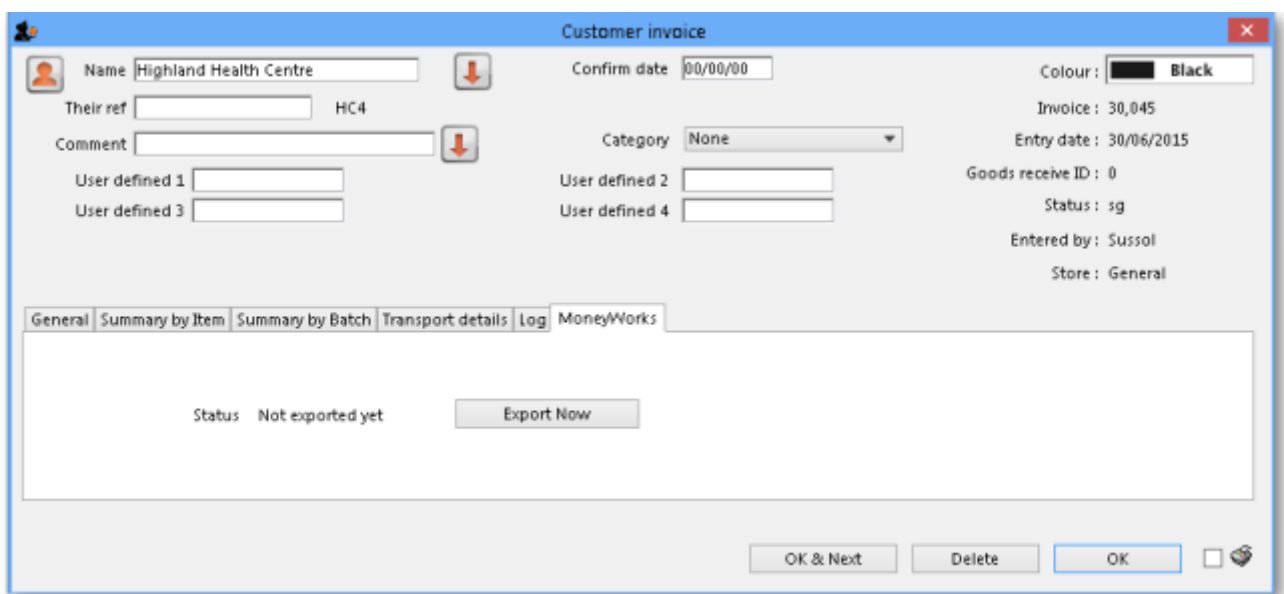 Customer invoice
Name Highland Health Centre Confirm date 00/00/00 Colour : Black
Their ref HC4 Invoice : 30,045
Comment Category None Entry date : 30/06/2015
User defined 1 User defined 2 Goods receive ID : 0
User defined 3 User defined 4 Status : sg
Entered by : Sussol
Store : General
General Summary by Item Summary by Batch Transport details Log MoneyWorks
Status Not exported yet Export Now
OK & Next Delete OK